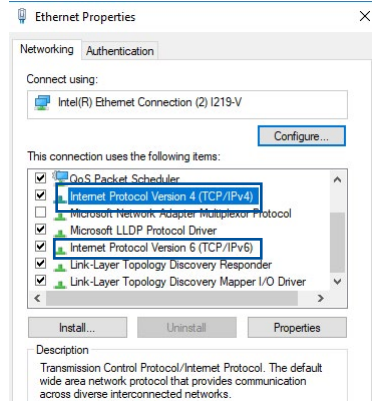 Ethernet Properties
Networking Authentication
Connect using:
Intel(R) Ethernet Connection (2) I219-V
Configure...
This connection uses the following items:
QoS Packet Scheduler
Internet Protocol Version 4 (TCP/IPv4)
Microsoft Network Adapter Multiplexor Protocol
Microsoft LLDP Protocol Driver
Internet Protocol Version 6 (TCP/IPv6)
Link-Layer Topology Discovery Responder
Link-Layer Topology Discovery Mapper I/O Driver
Install... Uninstall Properties
Description
Transmission Control Protocol/Internet Protocol. The default
wide area network protocol that provides communication
across diverse interconnected networks.